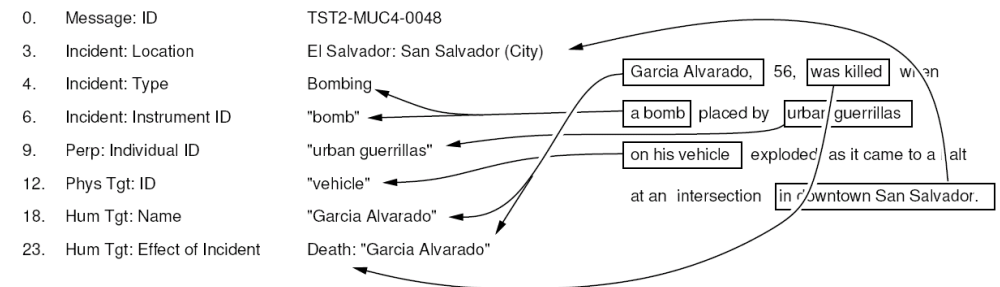 0. Message: ID TST2-MUC4-0048
3. Incident: Location El Salvador: San Salvador (City)
4. Incident: Type Bombing
6. Incident: Instrument ID "bomb"
9. Perp: Individual ID "urban guerrillas"
12. Phys Tgt: ID "vehicle"
18. Hum Tgt: Name "Garcia Alvarado"
23. Hum Tgt: Effect of Incident Death: "Garcia Alvarado"
Garcia Alvarado, 56, was killed when
a bomb placed by urban guerrillas
on his vehicle exploded as it came to a halt
at an intersection in downtown San Salvador.